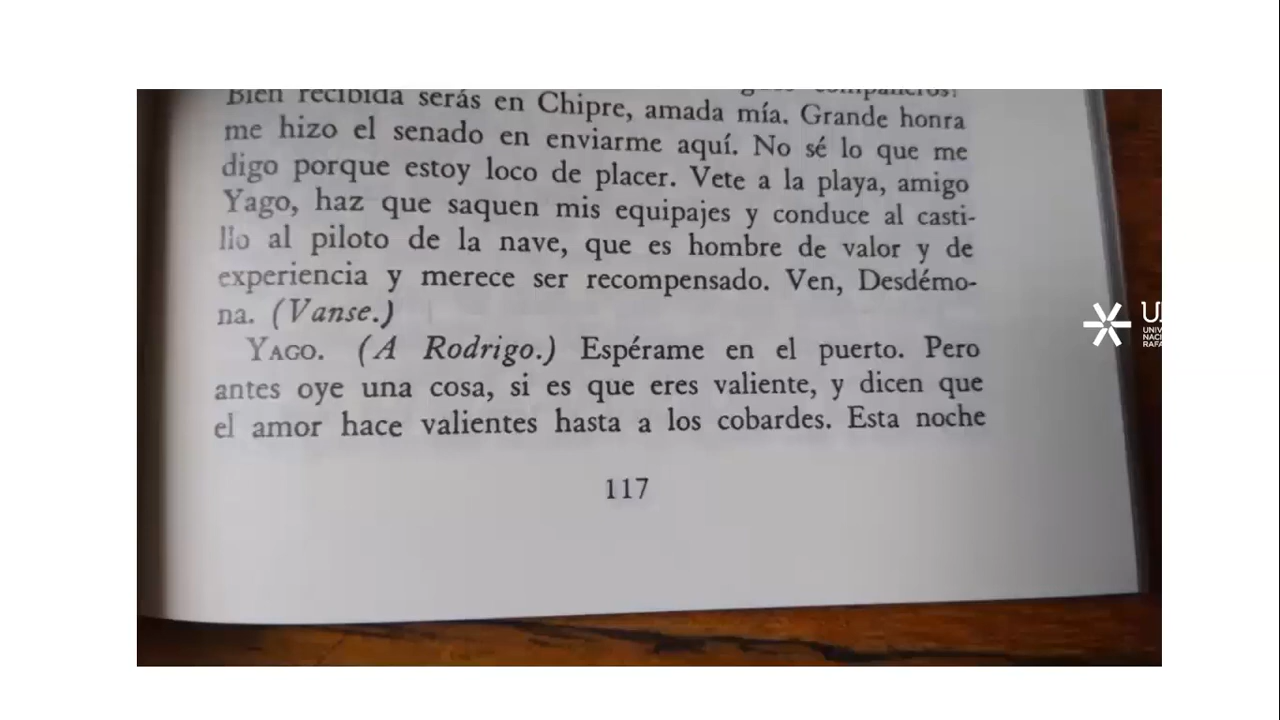 Bien recibida serás en Chipre, amada mía. Grande honra
me hizo el senado en enviarme aquí. No sé lo que me
digo porque estoy loco de placer. Vete a la playa, amigo
Yago, haz que saquen mis equipajes y conduce al casti-
llo al piloto de la nave, que es hombre de valor y de
experiencia y merece ser recompensado. Ven, Desdémo-
na. (Vanse.)
YAGO. (A Rodrigo.) Espérame en el puerto. Pero
antes oye una cosa, si es que eres valiente, y dicen que
el amor hace valientes hasta a los cobardes. Esta noche
117